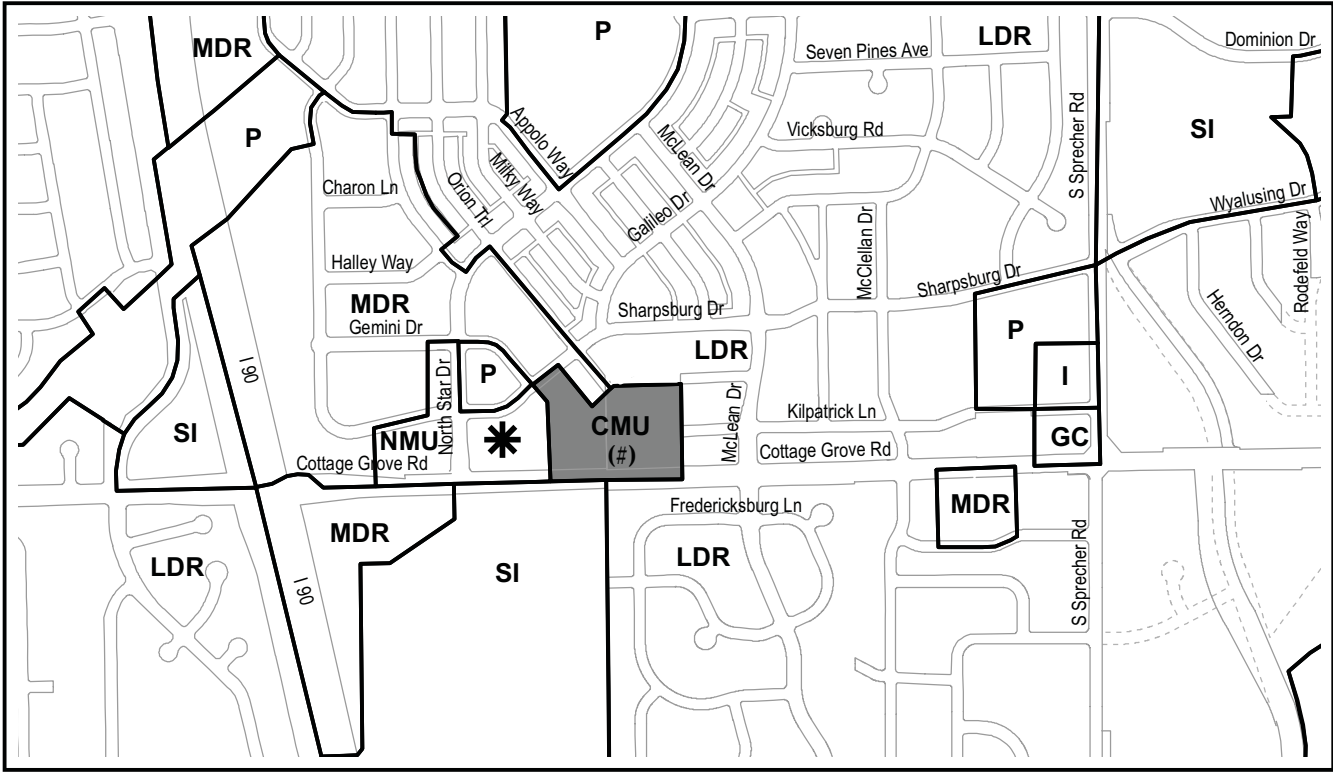 P
LDR
MDR
Seven Pines Ave
Dominion Dr
S Sprecher Rd
Appolo Way
McLean Dr
Vicksburg Rd
SI
P
Milky Way
Orion Trl
Charon Ln
Galileo Dr
Wyalusing Dr
McClellan Dr
Rodefeld Way
Halley Way
Sharpsburg Dr
MDR
Sharpsburg Dr
Herndon Dr
Gemini Dr
P
LDR
I 90
North Star Dr
P
I
McLean Dr
Kilpatrick Ln
SI
NMU
CMU
(#)
GC
Cottage Grove Rd
Cottage Grove Rd
MDR
Fredericksburg Ln
MDR
LDR
SI
LDR
I 90
S Sprecher Rd